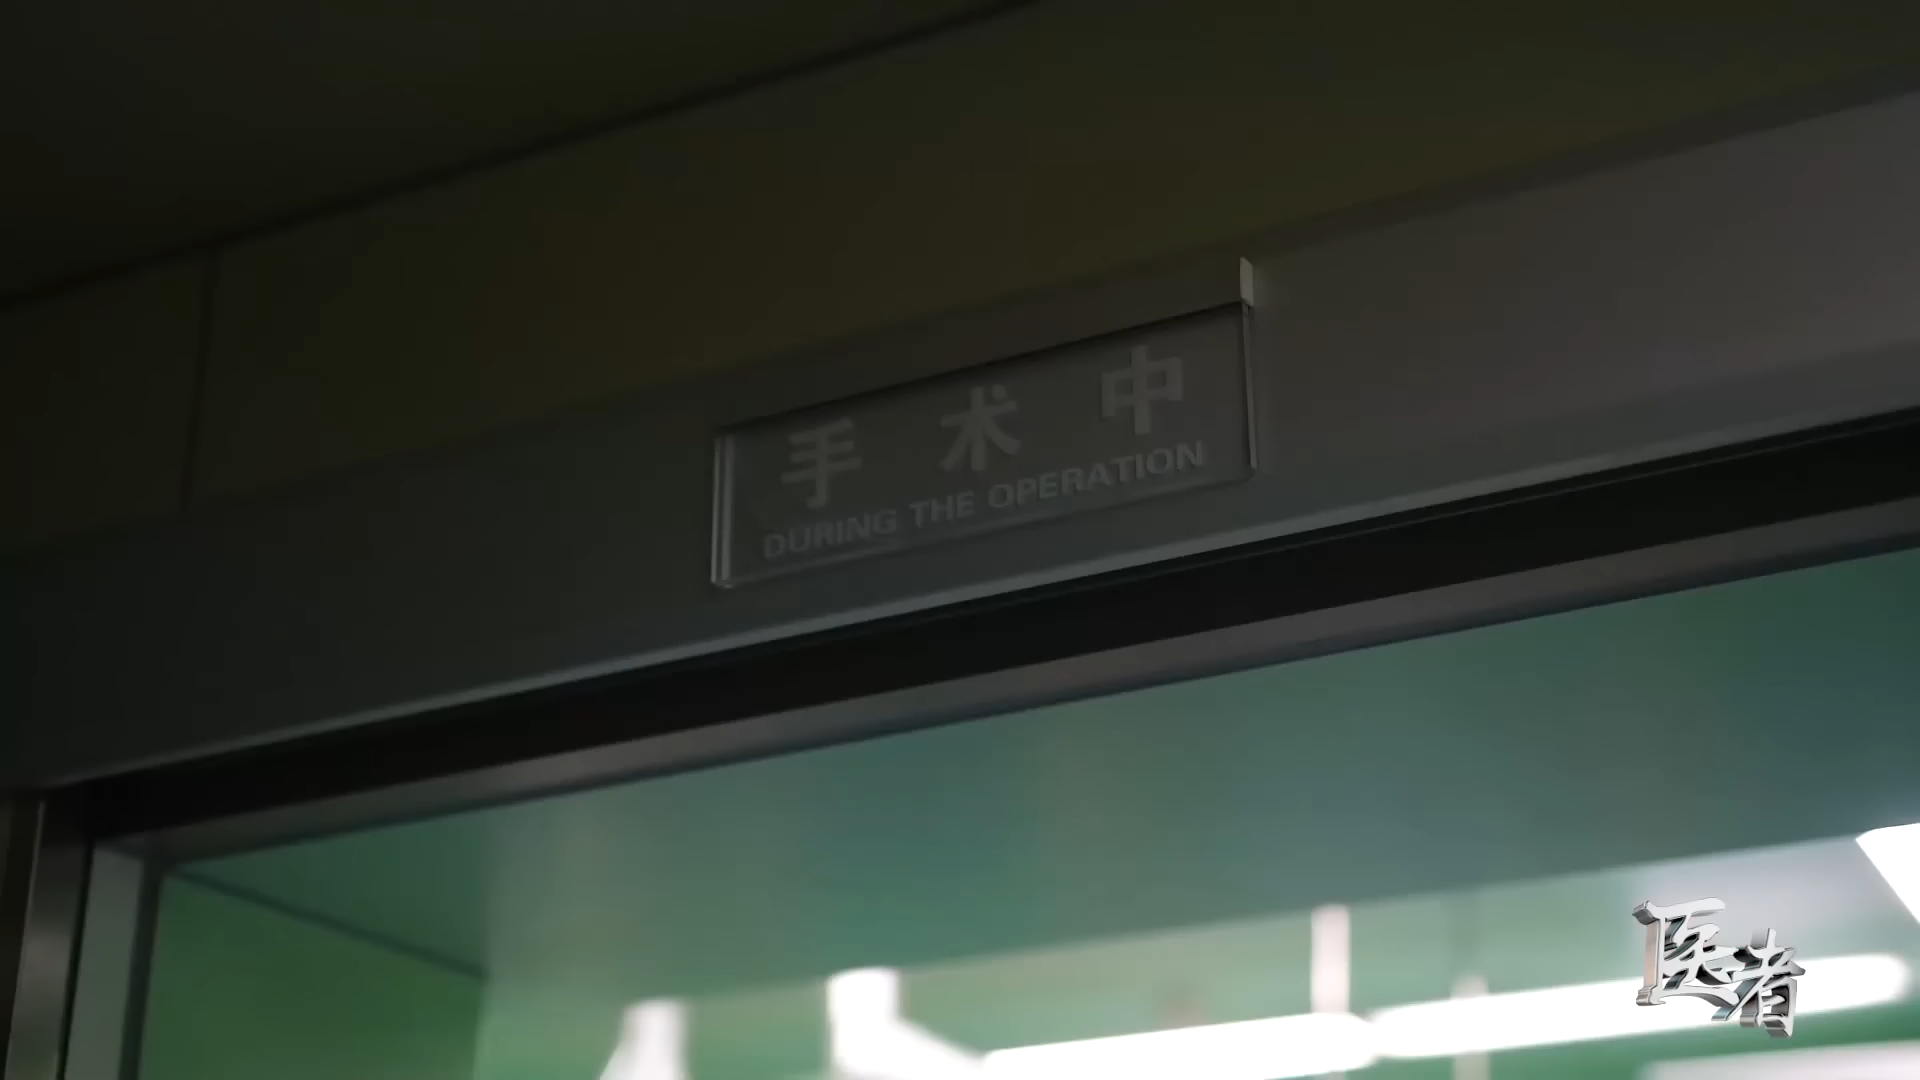 手术中
DURING THE OPERATION
医者